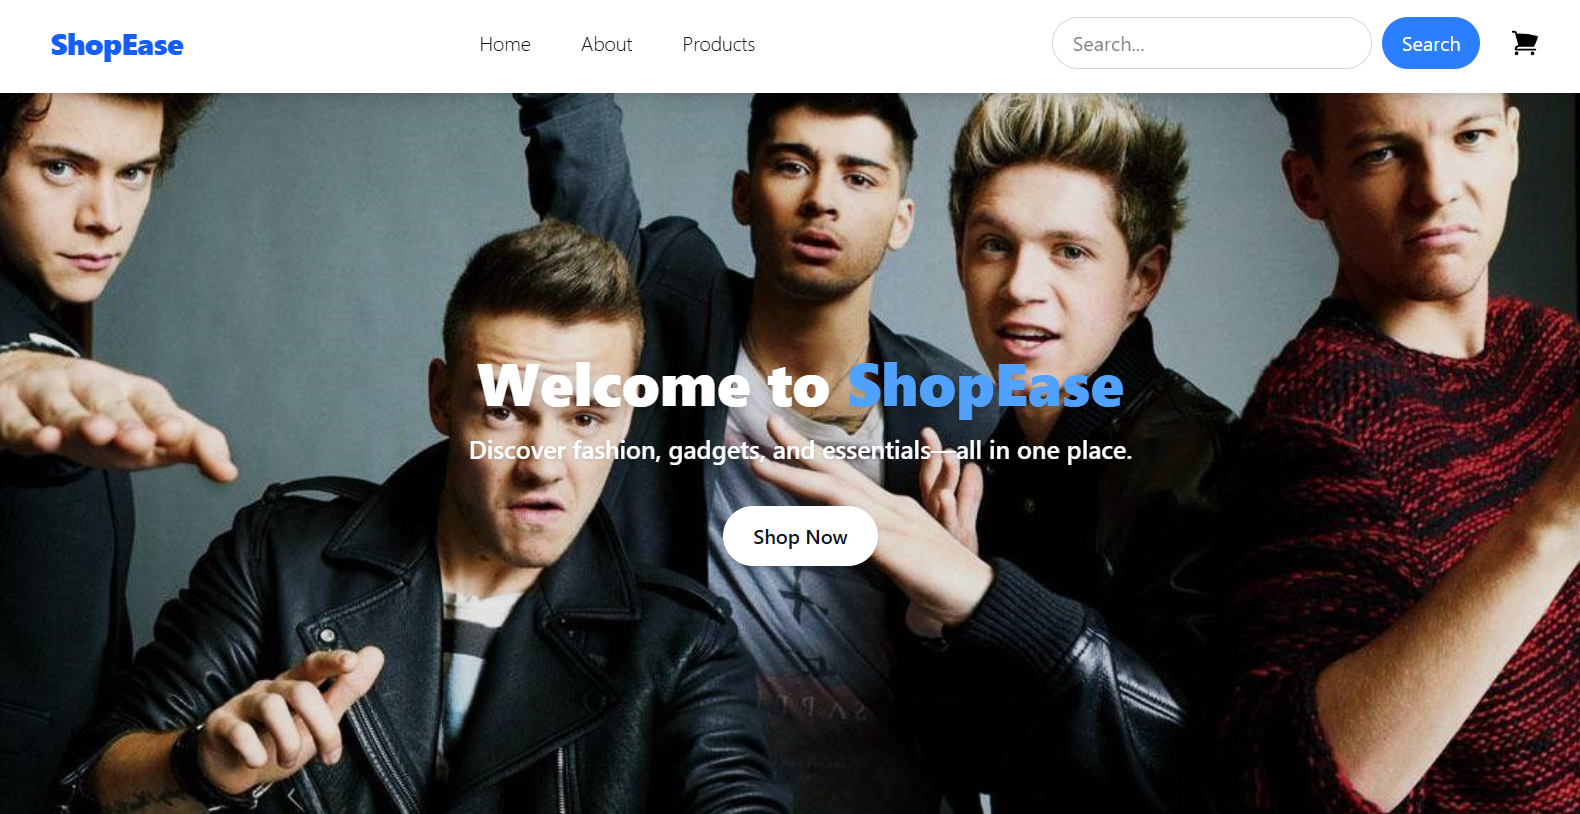 ShopEase
Home
About
Products
Search...
Search
Welcome to ShopEase
Discover fashion, gadgets, and essentials—all in one place.
Shop Now